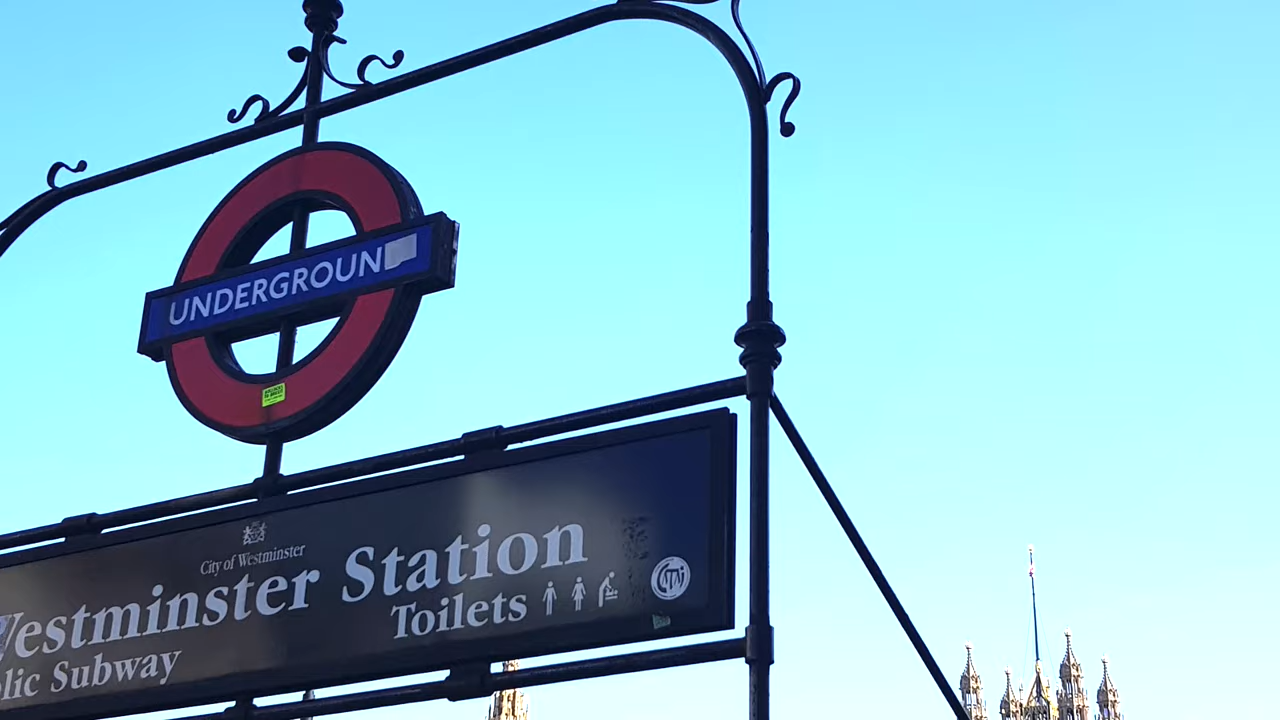 UNDERGROUN
City of Westminster
Westminster Station
Toilets
lic Subway